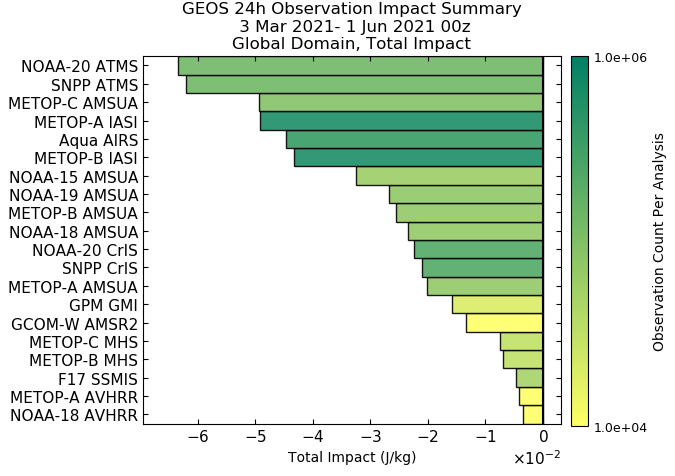 GEOS 24h Observation Impact Summary
3 Mar 2021- 1 Jun 2021 00z
Global Domain, Total Impact
NOAA-20 ATMS
SNPP ATMS
METOP-C AMSUA
METOP-A IASI
Aqua AIRS
METOP-B IASI
NOAA-15 AMSUA
NOAA-19 AMSUA
METOP-B AMSUA
NOAA-18 AMSUA
NOAA-20 CrIS
SNPP CrIS
METOP-A AMSUA
GPM GMI
GCOM-W AMSR2
METOP-C MHS
METOP-B MHS
F17 SSMIS
METOP-A AVHRR
NOAA-18 AVHRR
−6 −5 −4 −3 −2 −1 0
×10⁻²
Total Impact (J/kg)
1.0e+06
Observation Count Per Analysis
1.0e+04